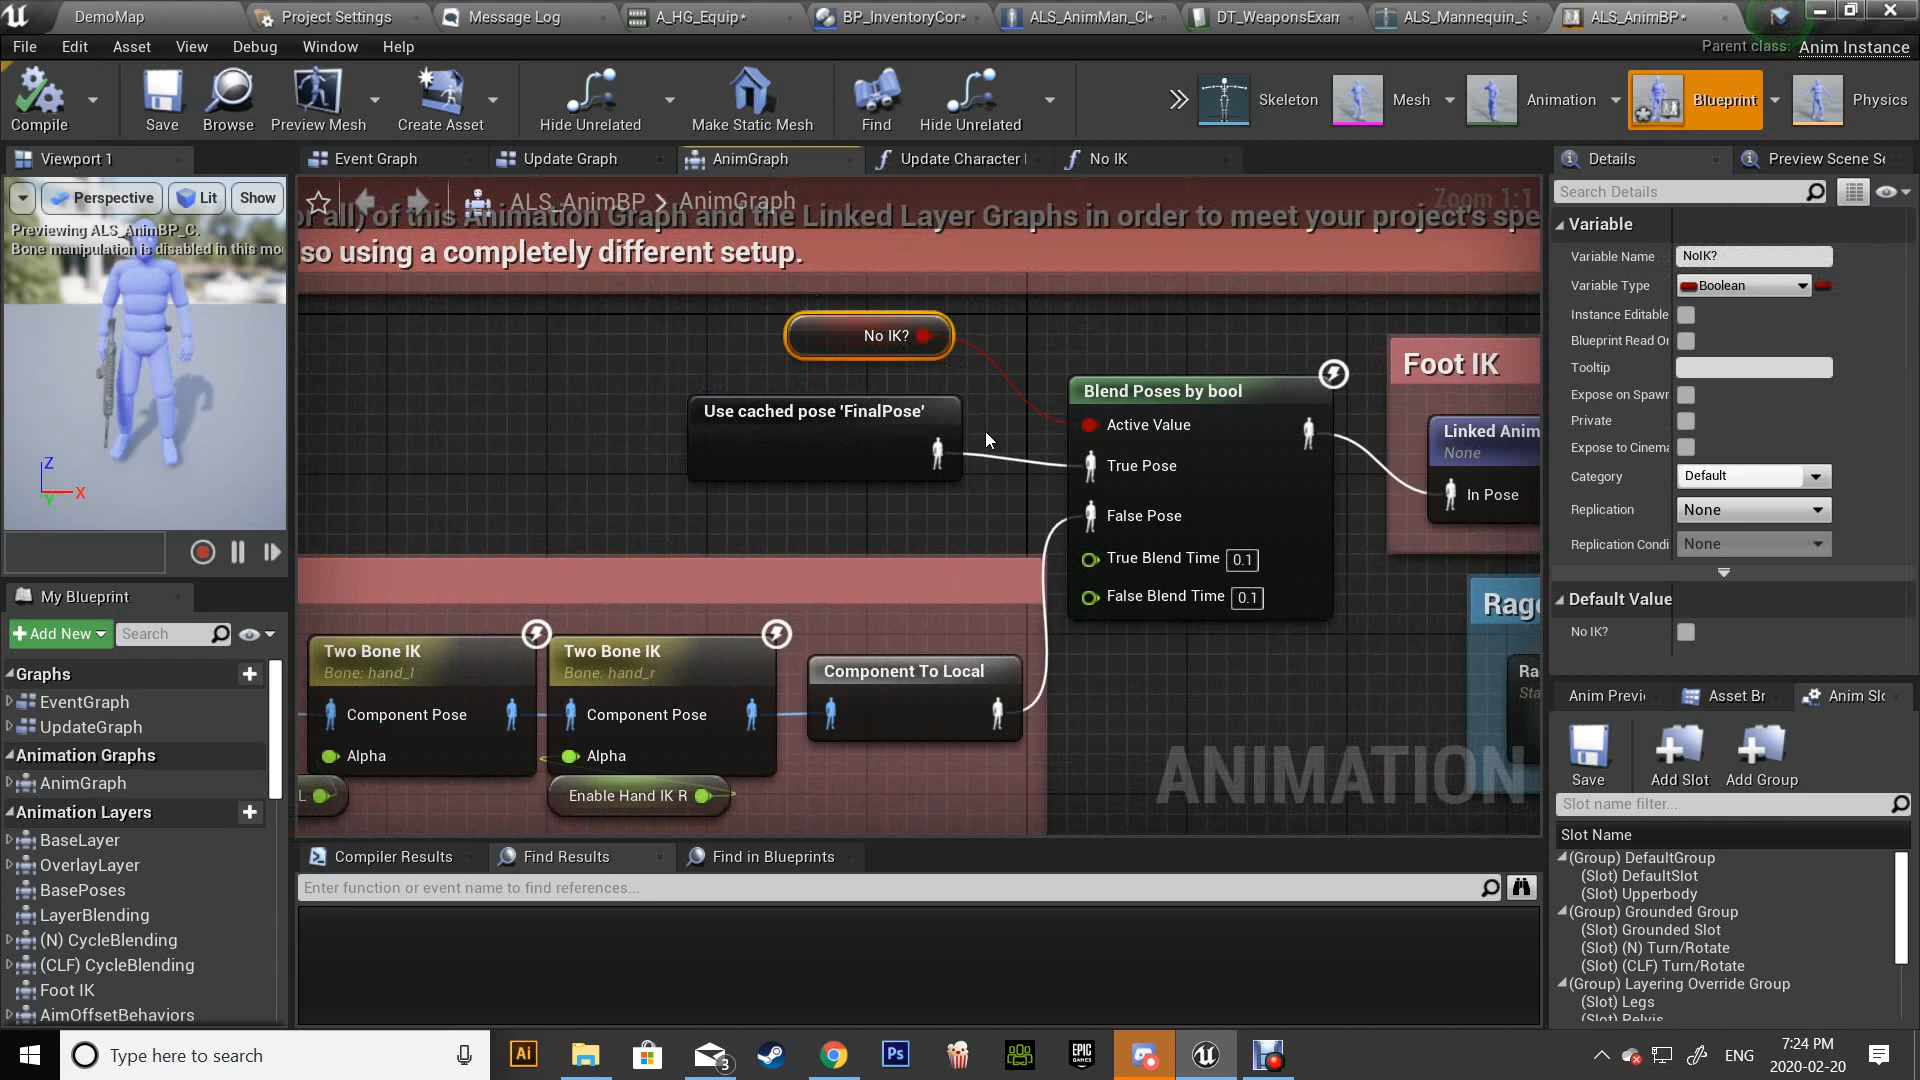 DemoMap
Project Settings
Message Log
A_HG_Equip*
BP_InventoryCor*
ALS_AnimMan_Cl*
DT_WeaponsExam
ALS_Mannequin_S
ALS_AnimBP*
File Edit Asset View Debug Window Help
Parent class: Anim Instance
Compile
Save
Browse
Preview Mesh
Create Asset
Hide Unrelated
Make Static Mesh
Find
Hide Unrelated
Skeleton
Mesh
Animation
Blueprint
Physics
Viewport 1
Event Graph
Update Graph
AnimGraph
Update Character
No IK
Details
Preview Scene Se
Perspective
Lit
Show
Previewing ALS_AnimBP_C.
Bone manipulation is disabled in this mo
Z
X
Y
ALS_AnimBP > AnimGraph
Zoom 1:1
or all) of this Animation Graph and the Linked Layer Graphs in order to meet your project's spe
so using a completely different setup.
No IK?
Use cached pose 'FinalPose'
Blend Poses by bool
Active Value
True Pose
False Pose
True Blend Time 0.1
False Blend Time 0.1
Foot IK
Linked Anim
None
In Pose
Rag
Ra
Sta
Two Bone IK
Bone: hand_l
Component Pose
Alpha
Two Bone IK
Bone: hand_r
Component Pose
Alpha
Component To Local
L
Enable Hand IK R
ANIMATION
My Blueprint
Add New
Search
Graphs
EventGraph
UpdateGraph
Animation Graphs
AnimGraph
Animation Layers
BaseLayer
OverlayLayer
BasePoses
LayerBlending
(N) CycleBlending
(CLF) CycleBlending
Foot IK
AimOffsetBehaviors
Compiler Results
Find Results
Find in Blueprints
Enter function or event name to find references...
Search Details
Variable
Variable Name NoIK?
Variable Type Boolean
Instance Editable
Blueprint Read Or
Tooltip
Expose on Spawn
Private
Expose to Cinema
Category Default
Replication None
Replication Condi None
Default Value
No IK?
Anim Previ
Asset Br
Anim Slo
Save
Add Slot
Add Group
Slot name filter...
Slot Name
(Group) DefaultGroup
(Slot) DefaultSlot
(Slot) Upperbody
(Group) Grounded Group
(Slot) Grounded Slot
(Slot) (N) Turn/Rotate
(Slot) (CLF) Turn/Rotate
(Group) Layering Override Group
(Slot) Legs
(Slot) Pelvis
Type here to search
Ai
3
Ps
EPIC
GAMES
ENG
7:24 PM
2020-02-20